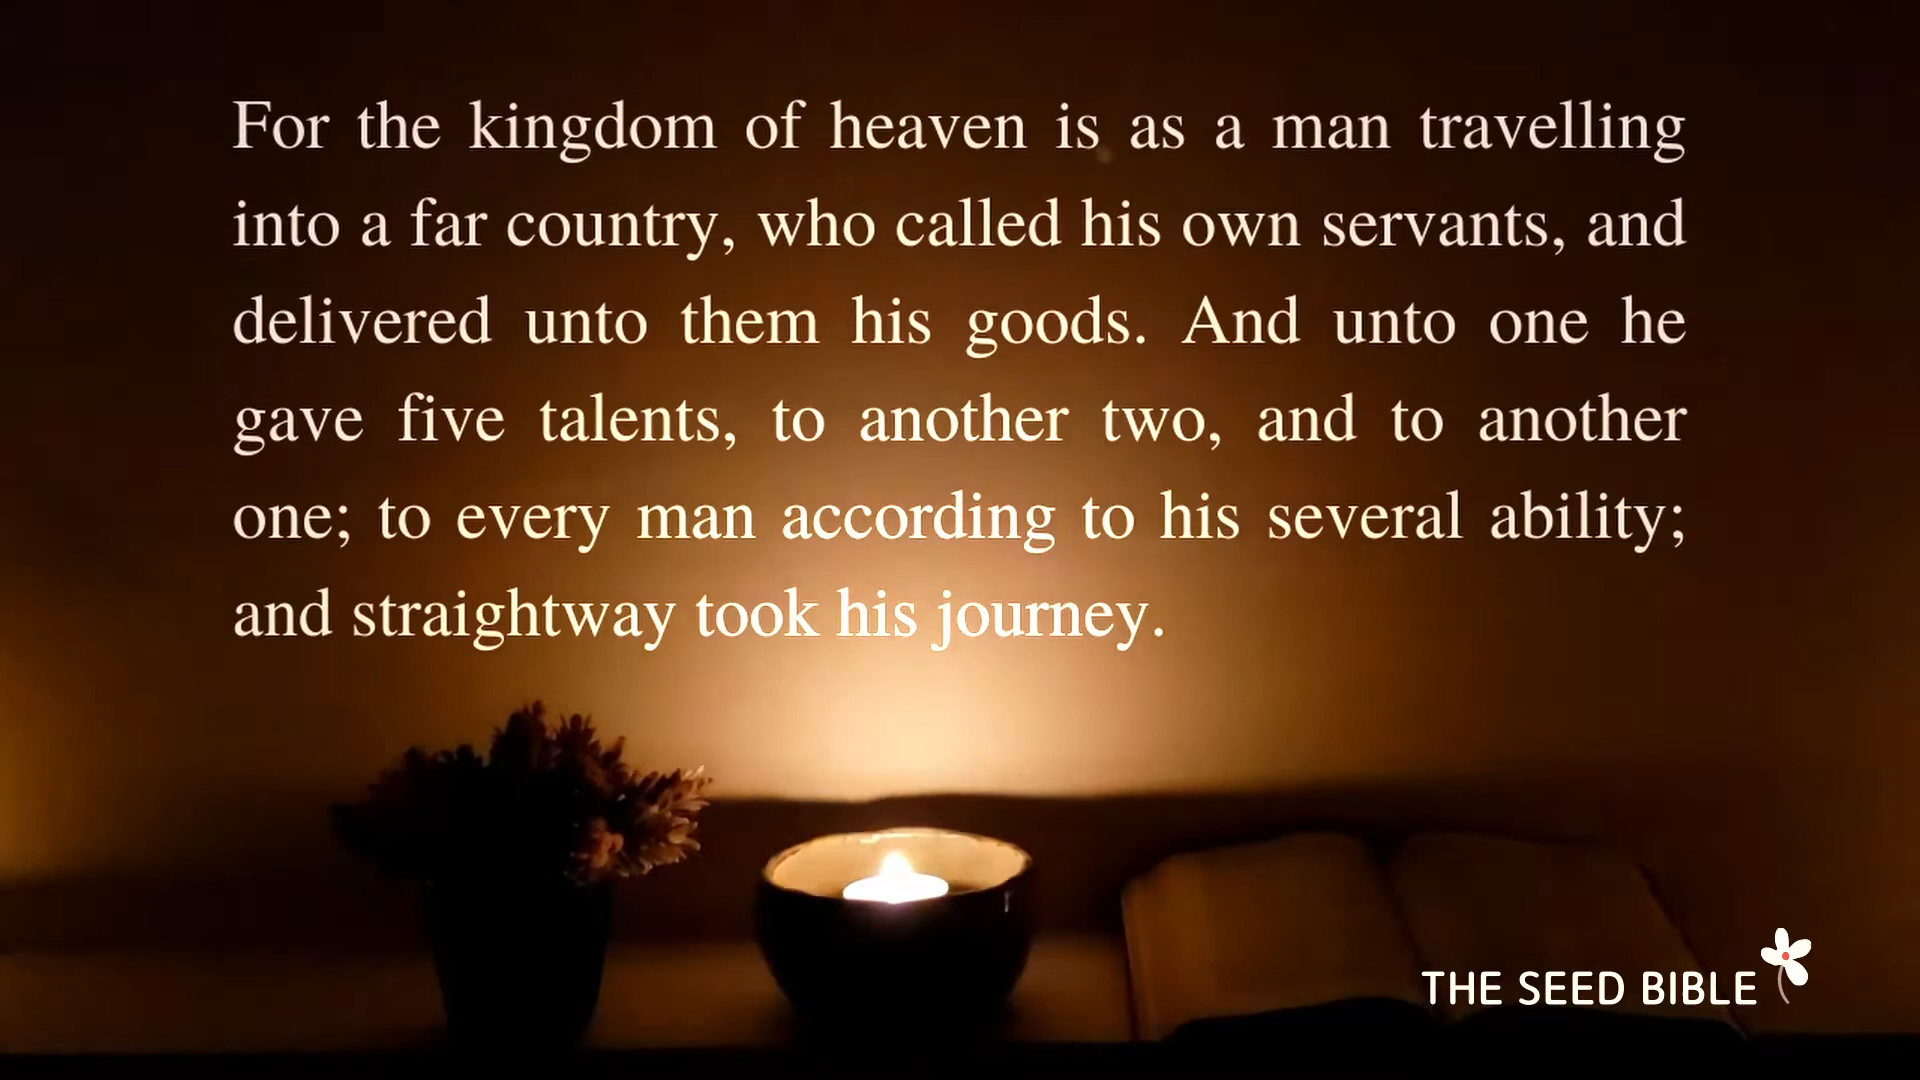 For the kingdom of heaven is as a man travelling
into a far country, who called his own servants, and
delivered unto them his goods. And unto one he
gave five talents, to another two, and to another
one; to every man according to his several ability;
and straightway took his journey.
THE SEED BIBLE